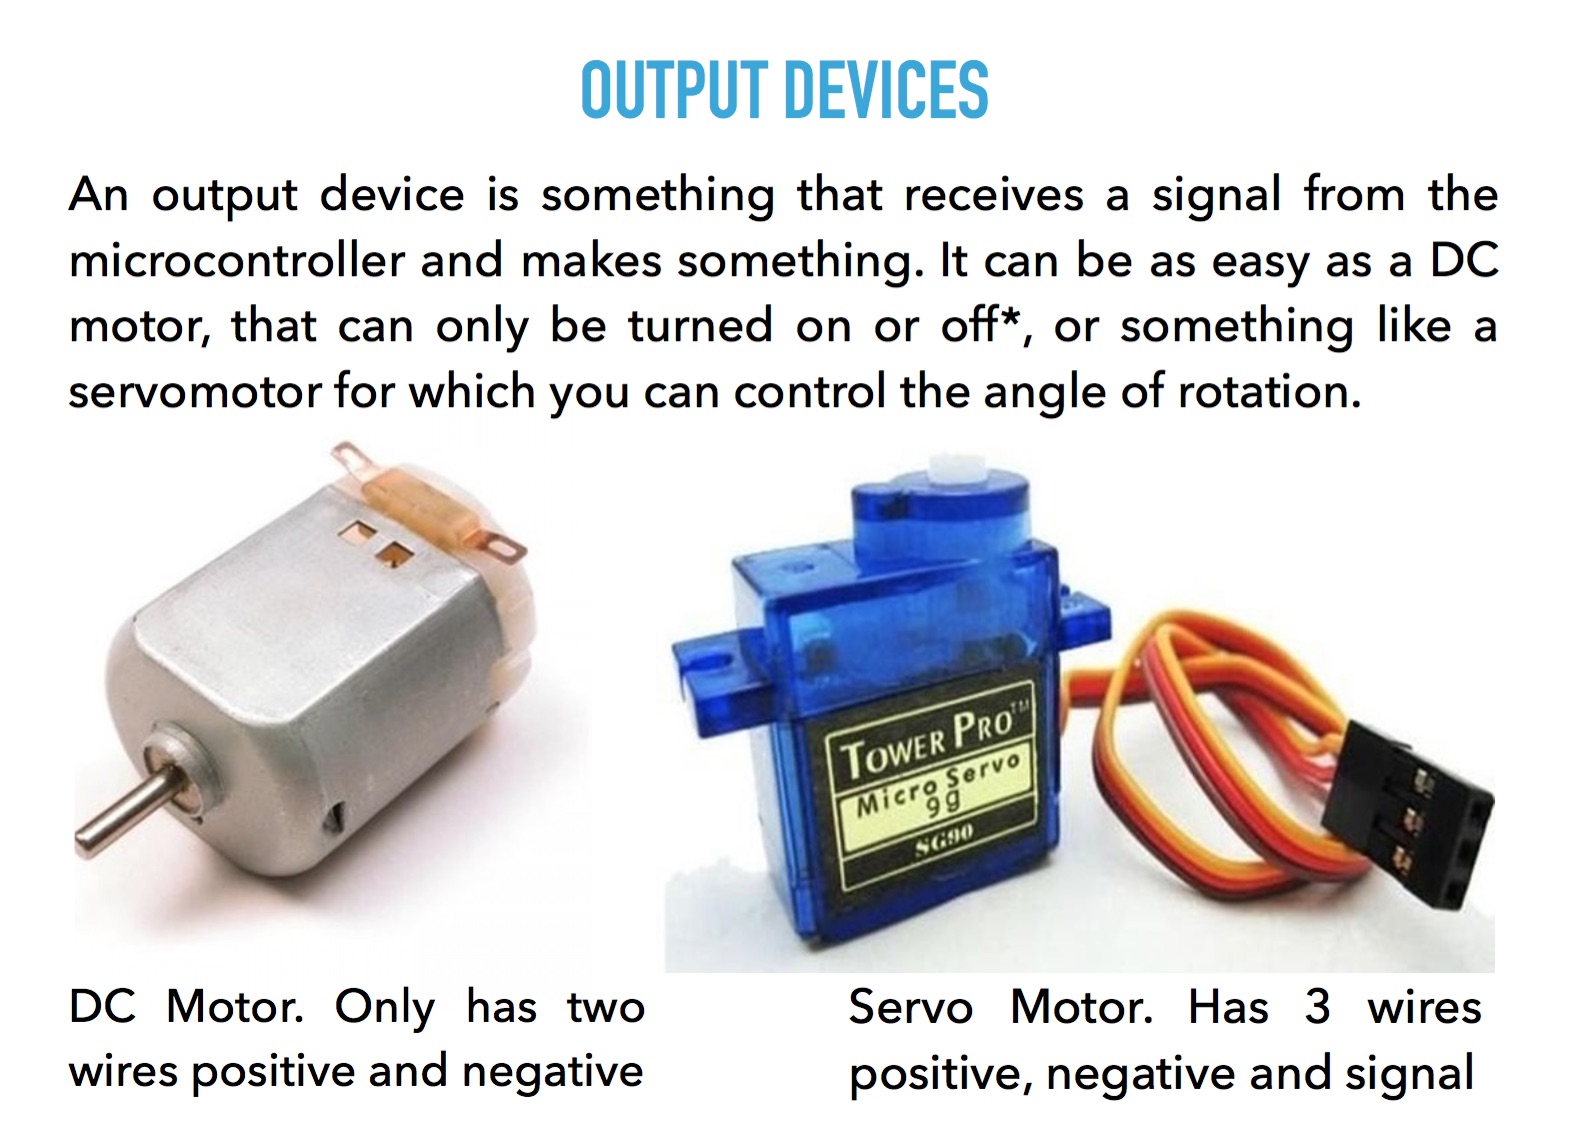 OUTPUT DEVICES
An output device is something that receives a signal from the
microcontroller and makes something. It can be as easy as a DC
motor, that can only be turned on or off*, or something like a
servomotor for which you can control the angle of rotation.
TOWER PRO™
Micro Servo
9g
SG90
DC Motor. Only has two
wires positive and negative
Servo Motor. Has 3 wires
positive, negative and signal